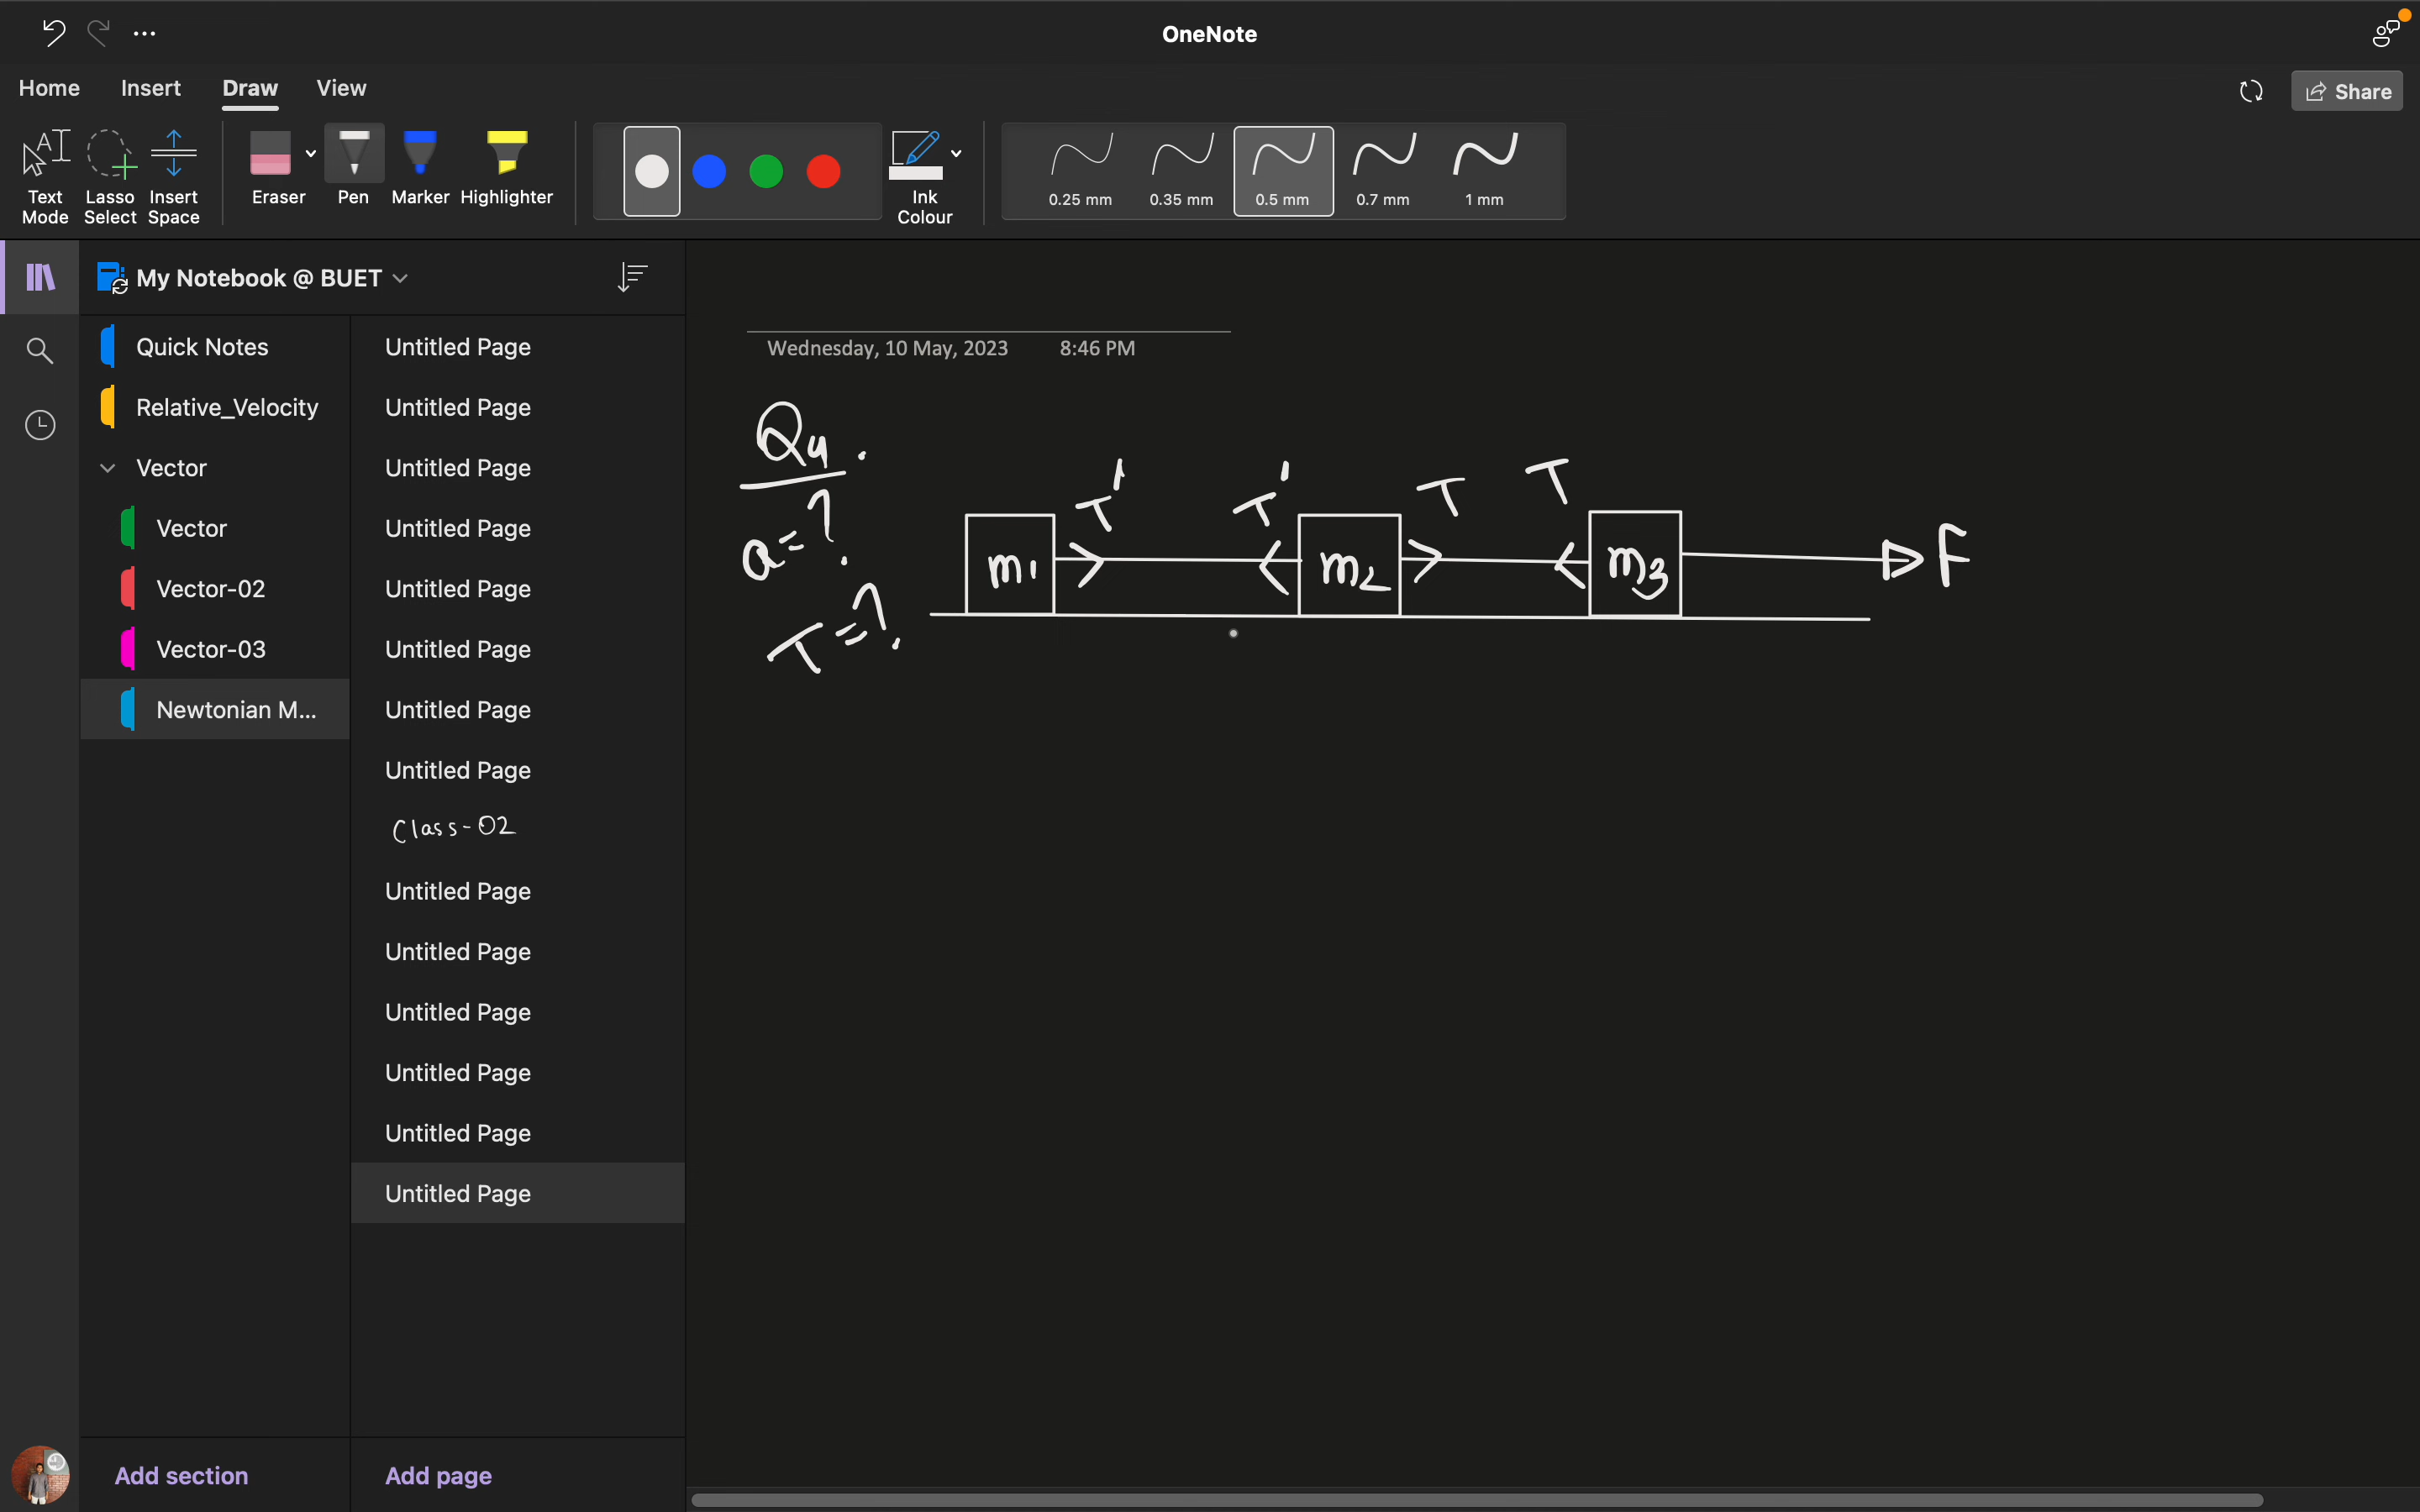 OneNote
Home Insert Draw View
Share
Text Mode
Lasso Select
Insert Space
Eraser
Pen
Marker
Highlighter
Ink Colour
0.25 mm
0.35 mm
0.5 mm
0.7 mm
1 mm
My Notebook @ BUET
Quick Notes
Relative_Velocity
Vector
Vector
Vector-02
Vector-03
Newtonian M...
Untitled Page
Untitled Page
Untitled Page
Untitled Page
Untitled Page
Untitled Page
Untitled Page
Untitled Page
Class-02
Untitled Page
Untitled Page
Untitled Page
Untitled Page
Untitled Page
Untitled Page
Add section
Add page
Wednesday, 10 May, 2023 8:46 PM
Q4.
a=?
T=?
T' T' T T
m1 m2 m3 F